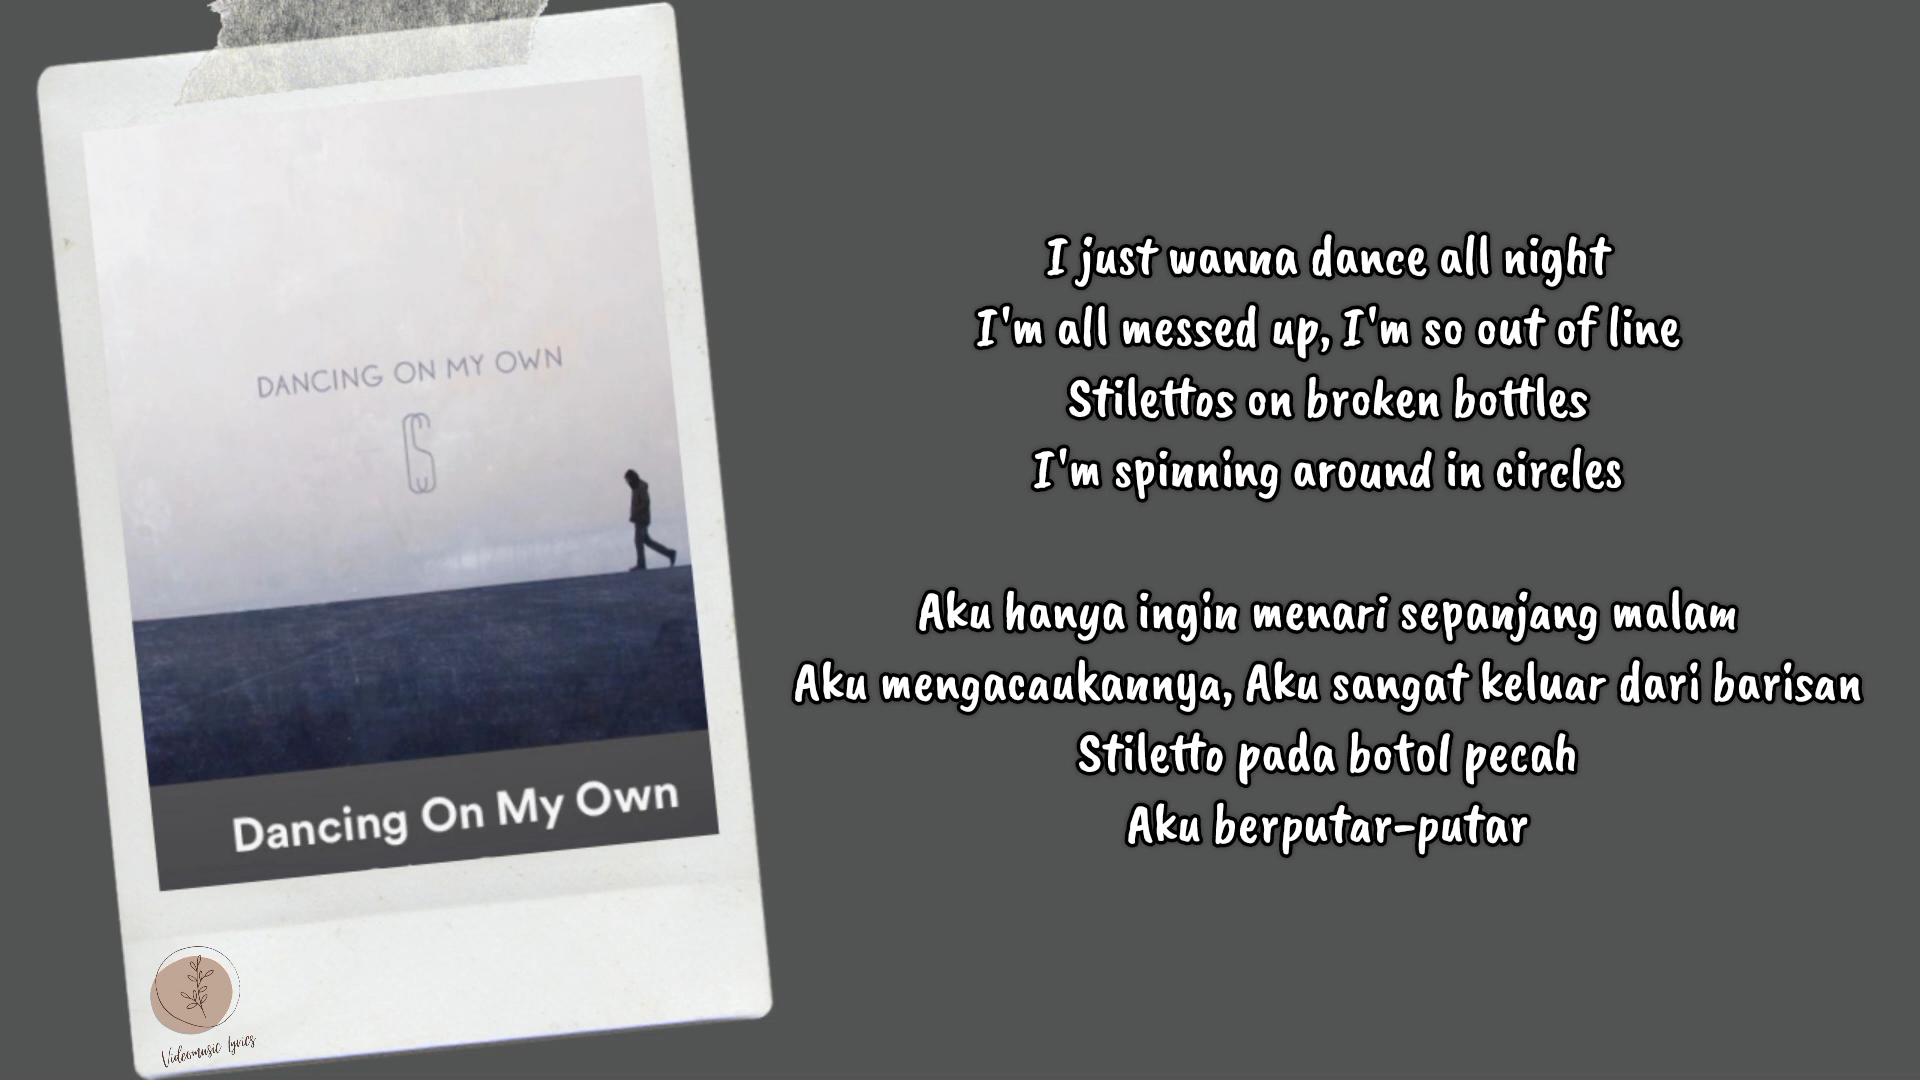 DANCING ON MY OWN
Dancing On My Own
Videomusic lyrics
I just wanna dance all night
I'm all messed up, I'm so out of line
Stilettos on broken bottles
I'm spinning around in circles
Aku hanya ingin menari sepanjang malam
Aku mengacaukannya, Aku sangat keluar dari barisan
Stiletto pada botol pecah
Aku berputar-putar